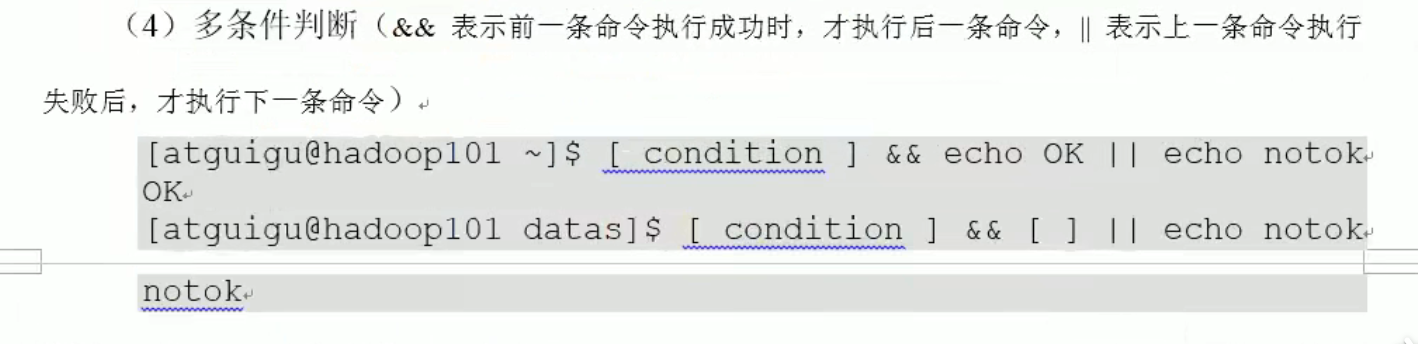 （4）多条件判断（&& 表示前一条命令执行成功时，才执行后一条命令，|| 表示上一条命令执行
失败后，才执行下一条命令）
[atguigu@hadoop101 ~]$ [ condition ] && echo OK || echo notok
OK
[atguigu@hadoop101 datas]$ [ condition ] && [ ] || echo notok
notok